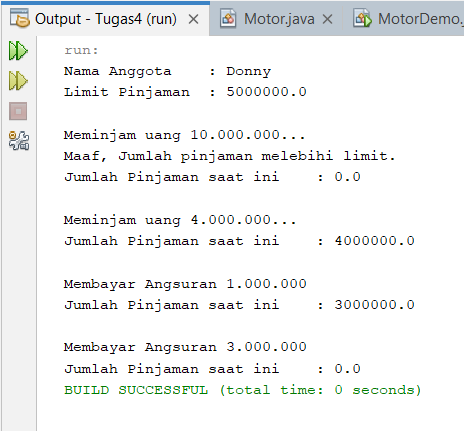 Output - Tugas4 (run) × Motor.java × MotorDemo.
run:
Nama Anggota    : Donny
Limit Pinjaman  : 5000000.0
Meminjam uang 10.000.000...
Maaf, Jumlah pinjaman melebihi limit.
Jumlah Pinjaman saat ini    : 0.0
Meminjam uang 4.000.000...
Jumlah Pinjaman saat ini    : 4000000.0
Membayar Angsuran 1.000.000
Jumlah Pinjaman saat ini    : 3000000.0
Membayar Angsuran 3.000.000
Jumlah Pinjaman saat ini    : 0.0
BUILD SUCCESSFUL (total time: 0 seconds)